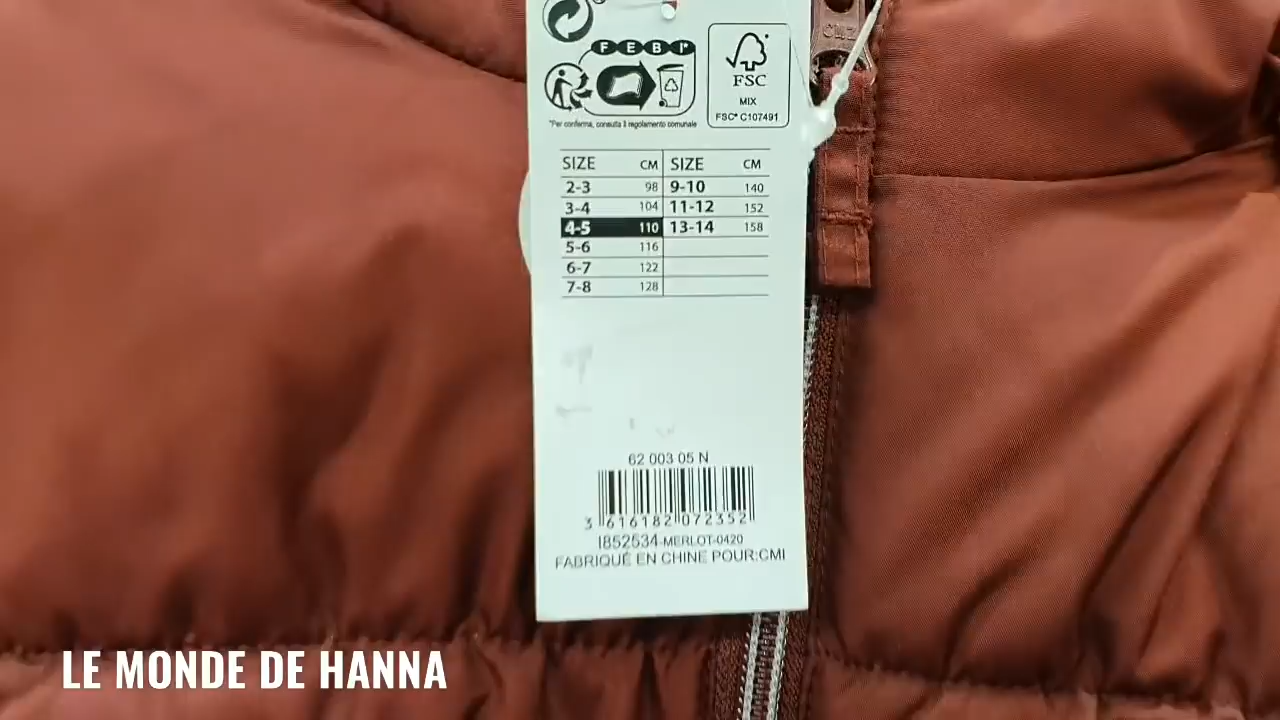 CMZ
FEBI*
FSC
MIX
FSC® C107491
*Per conferma, consulta il regolamento comunale
SIZE CM SIZE CM
2-3 98 9-10 140
3-4 104 11-12 152
4-5 110 13-14 158
5-6 116
6-7 122
7-8 128
62 003 05 N
3 616182 072352
I852534-MERLOT-0420
FABRIQUÉ EN CHINE POUR:CMI
LE MONDE DE HANNA